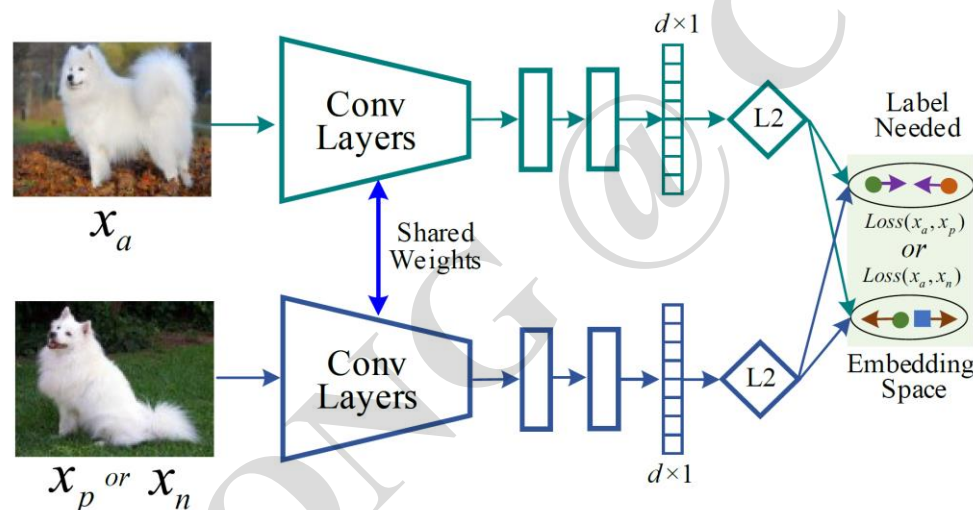 d×1
Conv
Layers
L2
Label
Needed
x_a
Shared
Weights
Loss(x_a, x_p)
or
Loss(x_a, x_n)
Conv
Layers
L2
Embedding
Space
x_p or x_n
d×1
ONG @ C